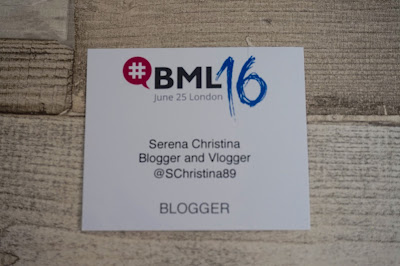 #BML16
June 25 London
Serena Christina
Blogger and Vlogger
@SChristina89
BLOGGER